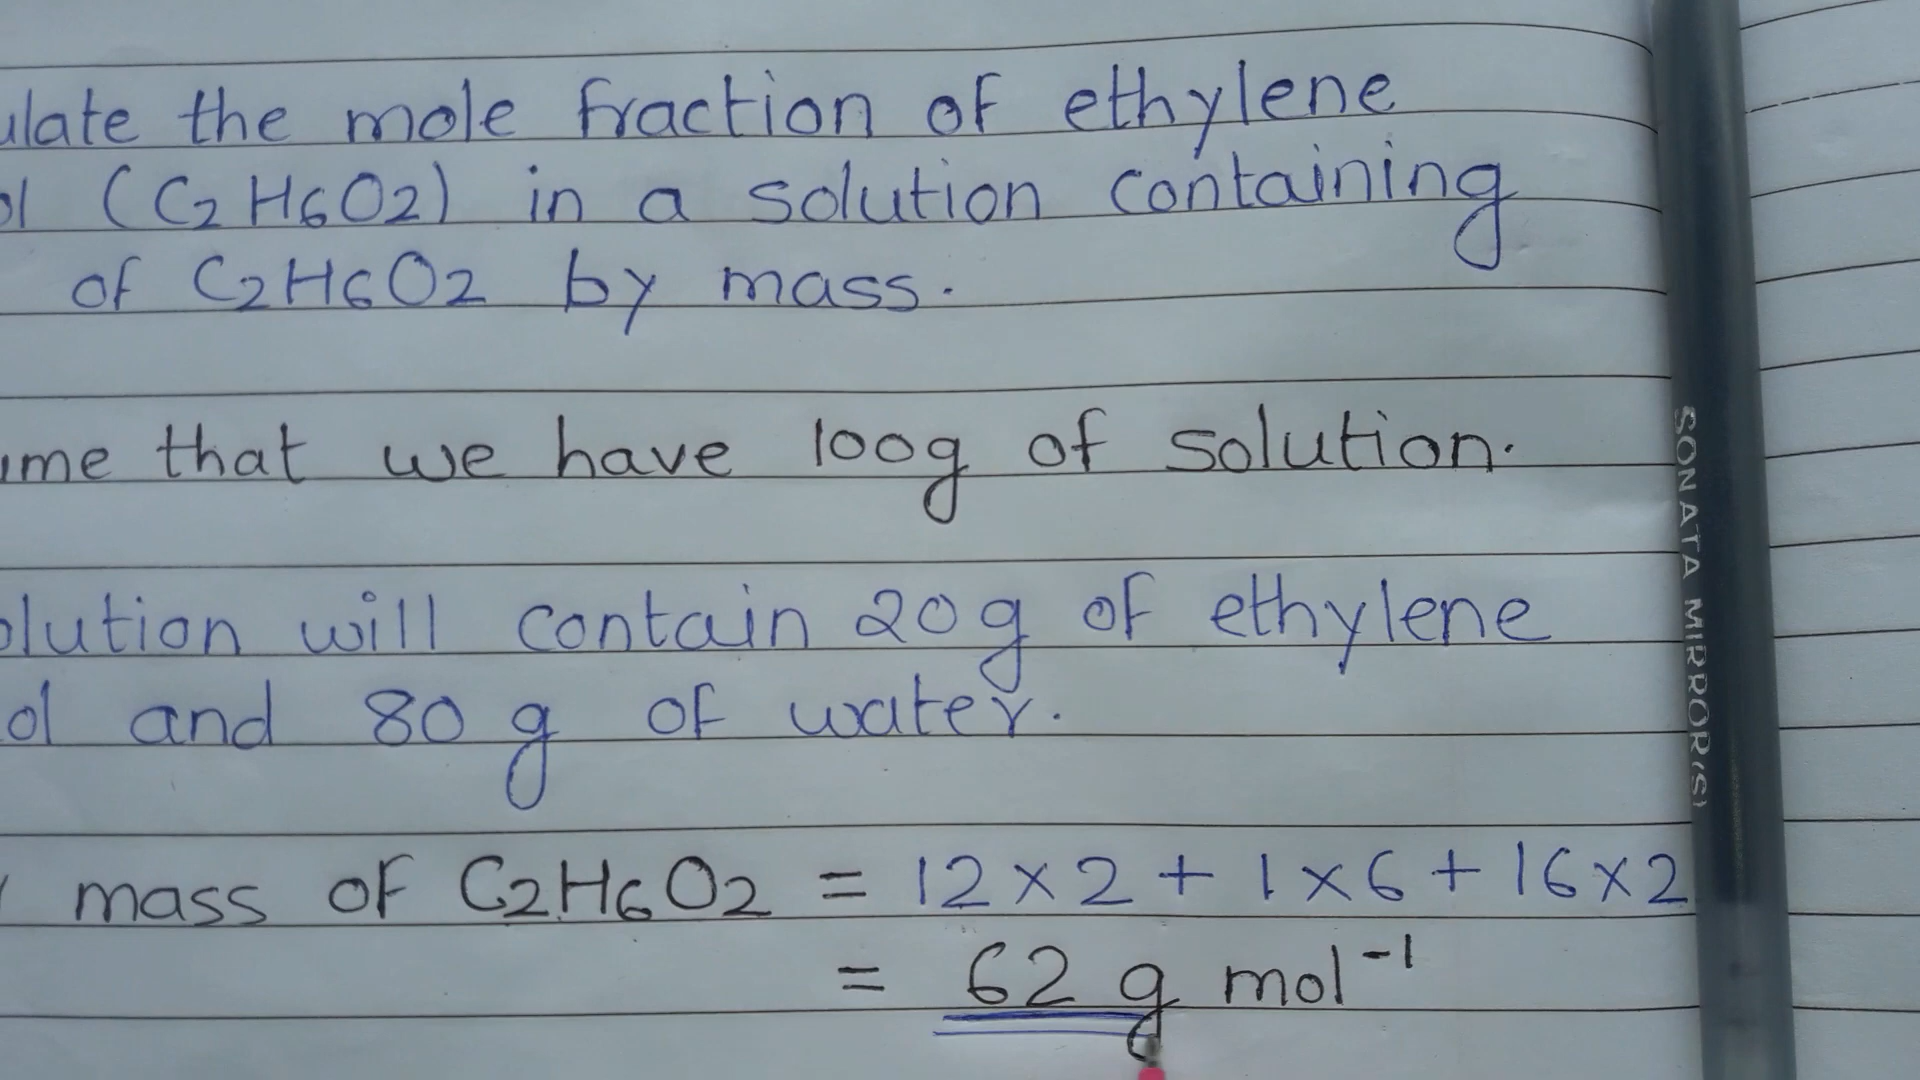 ulate the mole fraction of ethylene
ol (C2H6O2) in a solution containing
of C2H6O2 by mass.
ume that we have 100g of solution.
olution will contain 20g of ethylene
ol and 80 g of water.
mass of C2H6O2 = 12 × 2 + 1 × 6 + 16 × 2
= 62 g mol⁻¹
SONATA MIRROR(S)